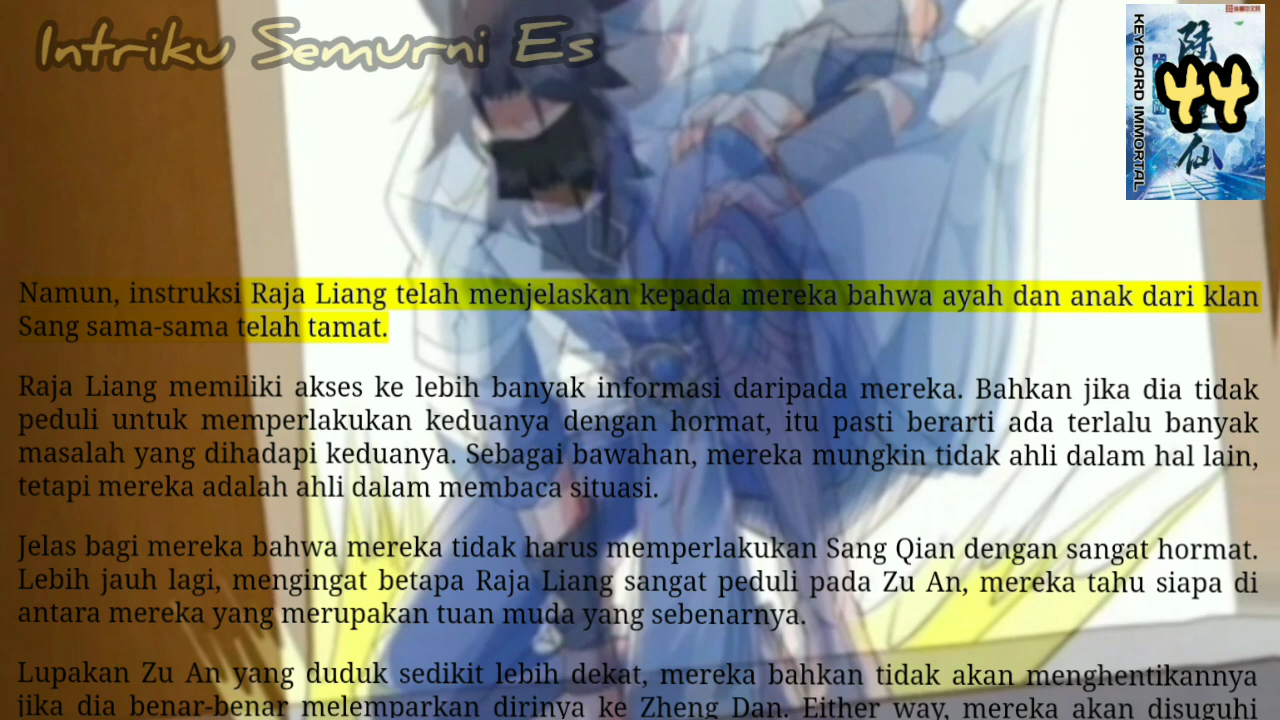 Intriku Semurni Es
KEYBOARD IMMORTAL
44
仙
Namun, instruksi Raja Liang telah menjelaskan kepada mereka bahwa ayah dan anak dari klan
Sang sama-sama telah tamat.
Raja Liang memiliki akses ke lebih banyak informasi daripada mereka. Bahkan jika dia tidak
peduli untuk memperlakukan keduanya dengan hormat, itu pasti berarti ada terlalu banyak
masalah yang dihadapi keduanya. Sebagai bawahan, mereka mungkin tidak ahli dalam hal lain,
tetapi mereka adalah ahli dalam membaca situasi.
Jelas bagi mereka bahwa mereka tidak harus memperlakukan Sang Qian dengan sangat hormat.
Lebih jauh lagi, mengingat betapa Raja Liang sangat peduli pada Zu An, mereka tahu siapa di
antara mereka yang merupakan tuan muda yang sebenarnya.
Lupakan Zu An yang duduk sedikit lebih dekat, mereka bahkan tidak akan menghentikannya
jika dia benar-benar melemparkan dirinya ke Zheng Dan. Either way, mereka akan disuguhi